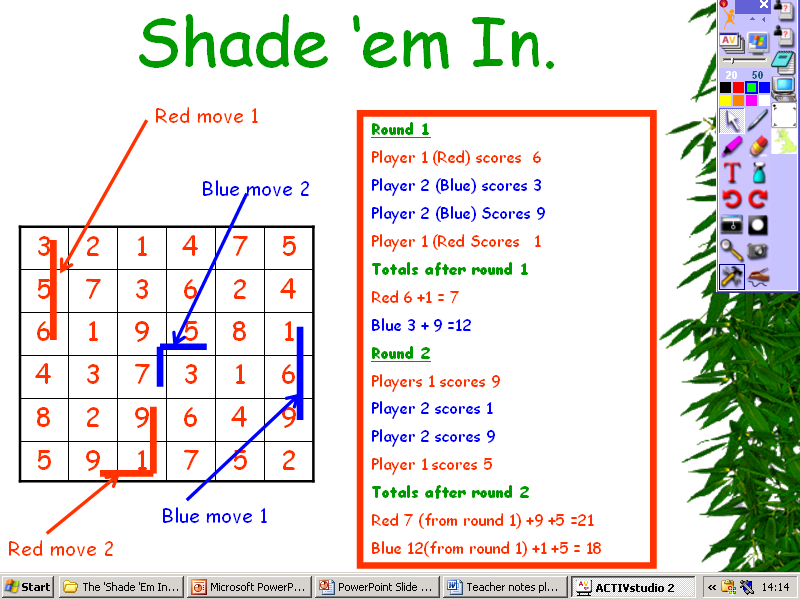 Shade 'em In.
Red move 1
Blue move 2
3 2 1 4 7 5
5 7 3 6 2 4
6 1 9 5 8 1
4 3 7 3 1 6
8 2 9 6 4 9
5 9 1 7 5 2
Blue move 1
Red move 2
Round 1
Player 1 (Red) scores 6
Player 2 (Blue) scores 3
Player 2 (Blue) Scores 9
Player 1 (Red Scores 1
Totals after round 1
Red 6 +1 = 7
Blue 3 + 9 =12
Round 2
Players 1 scores 9
Player 2 scores 1
Player 2 scores 9
Player 1 scores 5
Totals after round 2
Red 7 (from round 1) +9 +5 =21
Blue 12(from round 1) +1 +5 = 18
20 50
AV
T
Start
The 'Shade 'Em In...
Microsoft PowerP...
PowerPoint Slide ...
Teacher notes pl...
ACTIVstudio 2
14:14